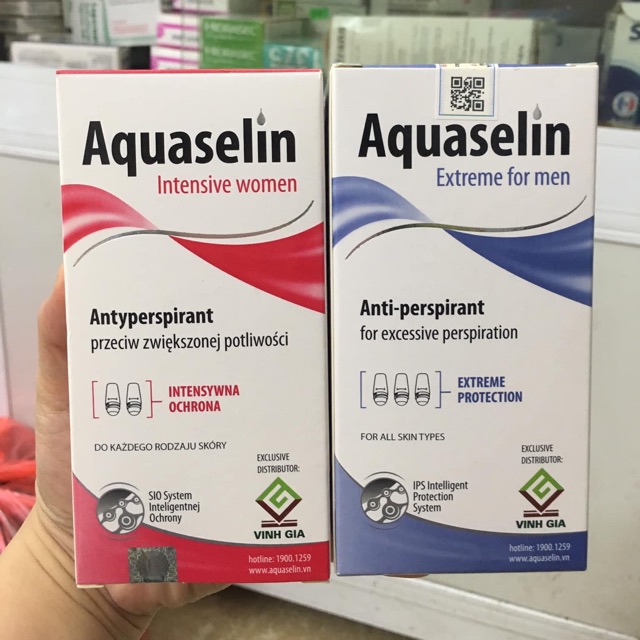 Aquaselin
Intensive women
Antyperspirant
przeciw zwiększonej potliwości
INTENSYWNA
OCHRONA
DO KAŻDEGO RODZAJU SKÓRY
EXCLUSIVE
DISTRIBUTOR:
SIO System
Inteligentnej
Ochrony
VINH GIA
hotline: 1900.1259
www.aquaselin.vn
Aquaselin
Extreme for men
Anti-perspirant
for excessive perspiration
EXTREME
PROTECTION
FOR ALL SKIN TYPES
EXCLUSIVE
DISTRIBUTOR:
IPS Intelligent
Protection
System
VINH GIA
hotline: 1900.1259
www.aquaselin.vn